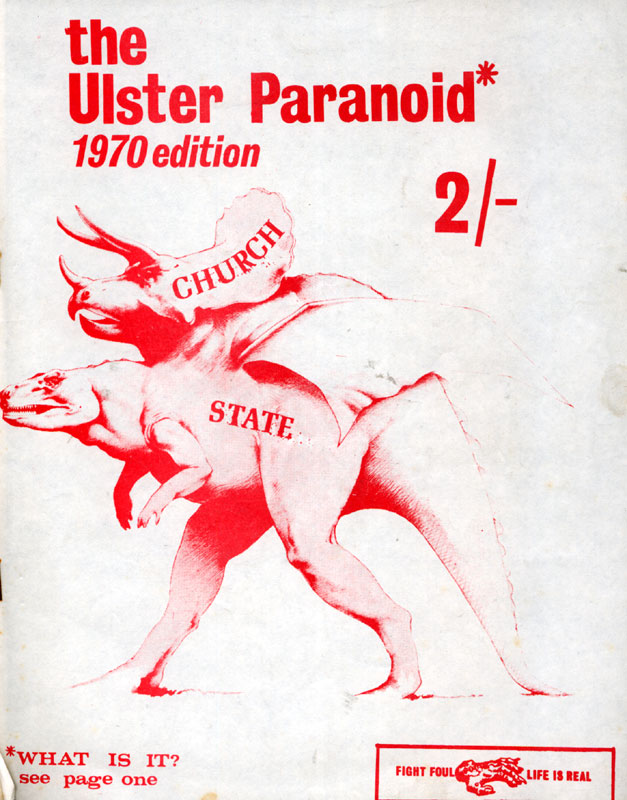 the
Ulster Paranoid*
1970 edition
2/-
CHURCH
STATE
*WHAT IS IT?
see page one
FIGHT FOUL LIFE IS REAL